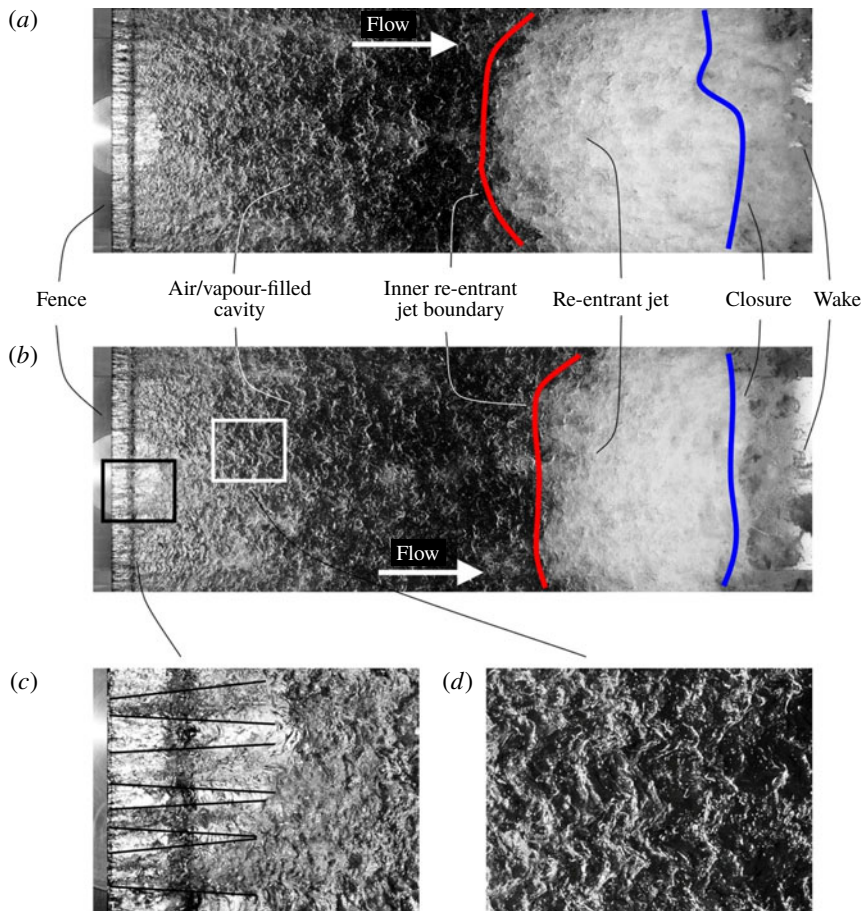 (a)
Flow
Fence
Air/vapour-filled
cavity
Inner re-entrant
jet boundary
Re-entrant jet
Closure
Wake
(b)
Flow
(c)
(d)